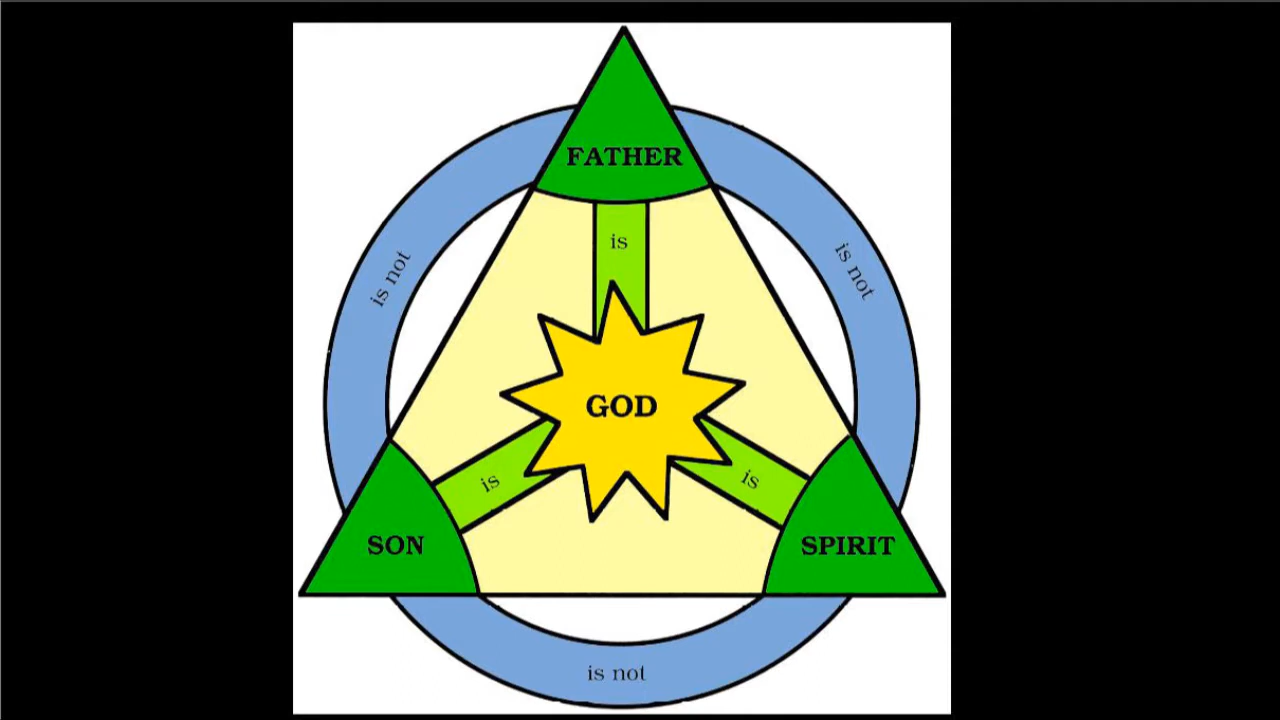 FATHER
is
is not
is not
GOD
is
is
SON
SPIRIT
is not